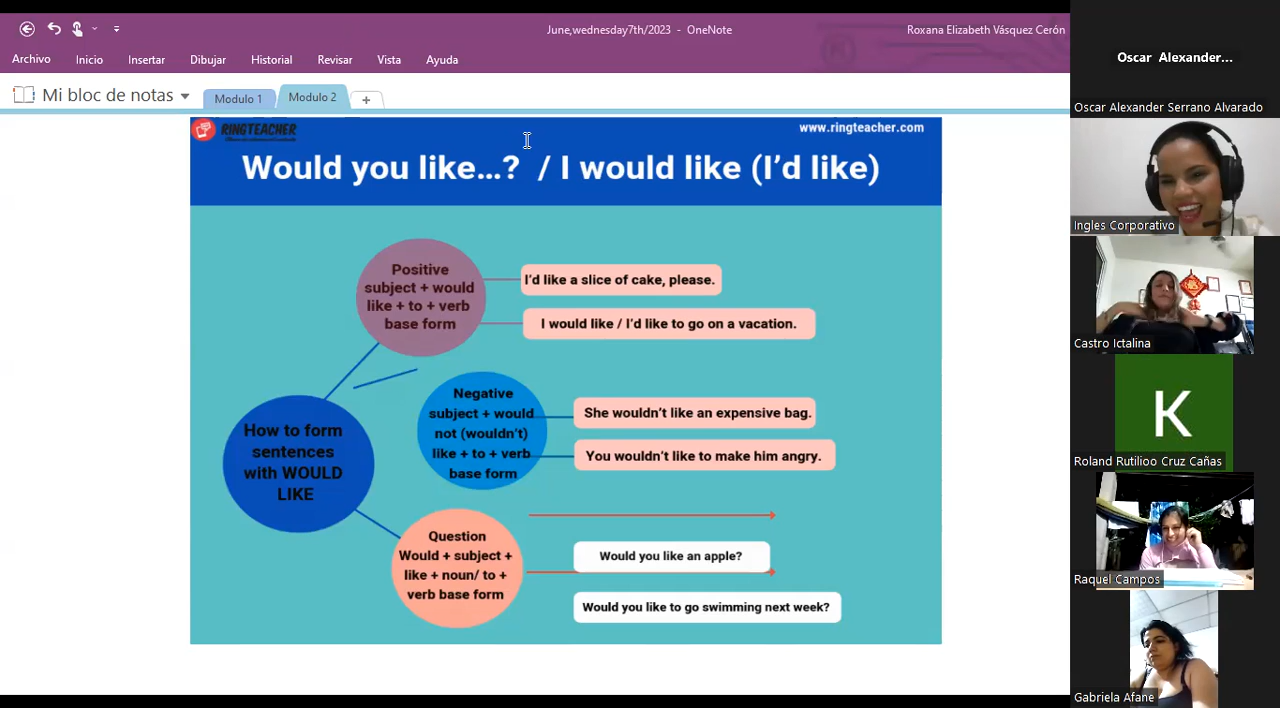 June,wednesday7th/2023 - OneNote
Roxana Elizabeth Vásquez Cerón
Archivo Inicio Insertar Dibujar Historial Revisar Vista Ayuda
Mi bloc de notas
Modulo 1
Modulo 2
RINGTEACHER
www.ringteacher.com
Would you like...? / I would like (I'd like)
Positive
subject + would
like + to + verb
base form
I'd like a slice of cake, please.
I would like / I'd like to go on a vacation.
How to form
sentences
with WOULD
LIKE
Negative
subject + would
not (wouldn't)
like + to + verb
base form
She wouldn't like an expensive bag.
You wouldn't like to make him angry.
Question
Would + subject +
like + noun/ to +
verb base form
Would you like an apple?
Would you like to go swimming next week?
Oscar Alexander...
Oscar Alexander Serrano Alvarado
Ingles Corporativo
Castro Ictalina
K
Roland Rutilioo Cruz Cañas
Raquel Campos
Gabriela Afane